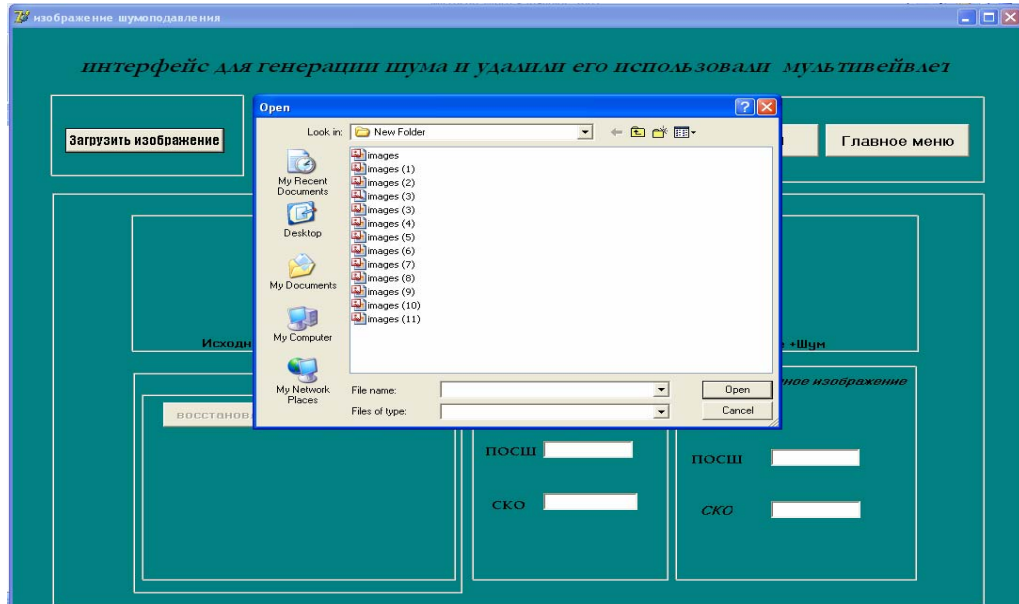 изображение шумоподавления
интерфейс для генерации шума и удалили его использовали мультивейвлет
Загрузить изображение
Главное меню
Open
Look in: New Folder
My Recent Documents
Desktop
My Documents
My Computer
My Network Places
images
images (1)
images (2)
images (3)
images (3)
images (4)
images (5)
images (6)
images (7)
images (8)
images (9)
images (10)
images (11)
File name:
Open
Files of type:
Cancel
+Шум
изображение
ПОСШ
СКО
ПОСШ
СКО